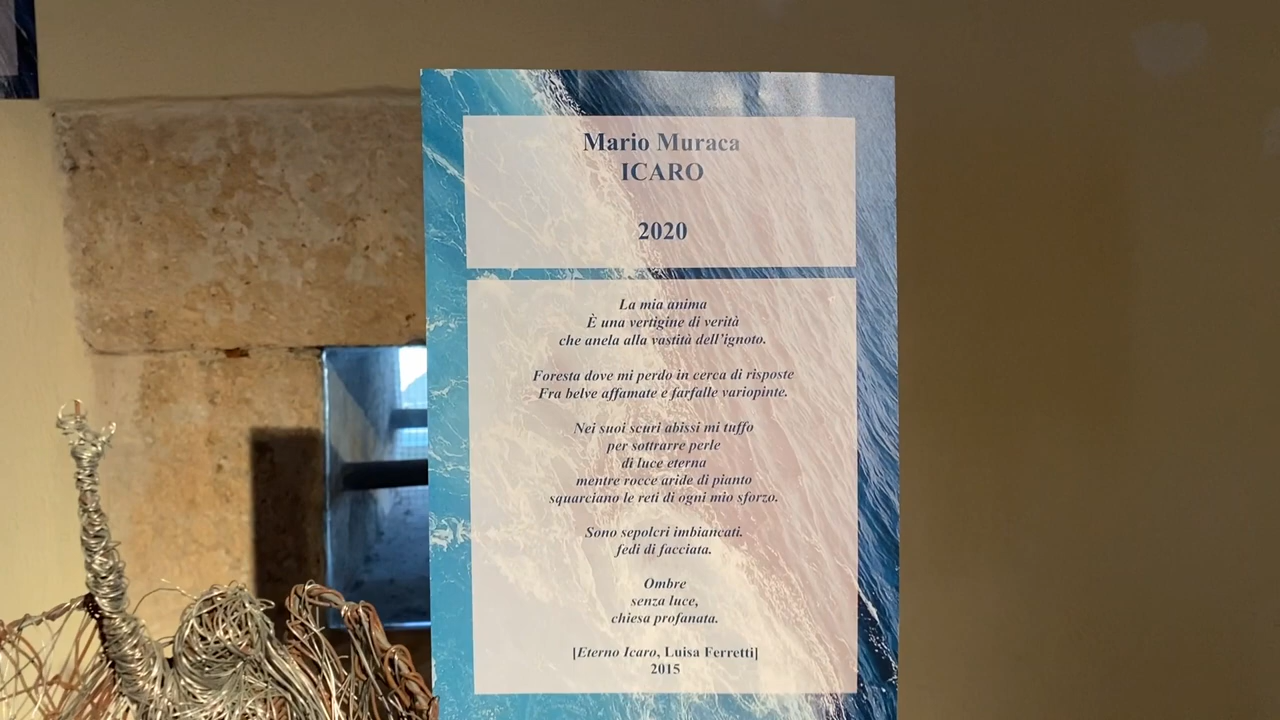 Mario Muraca
ICARO
2020
La mia anima
È una vertigine di verità
che anela alla vastità dell'ignoto.
Foresta dove mi perdo in cerca di risposte
Fra belve affamate e farfalle variopinte.
Nei suoi scuri abissi mi tuffo
per sottrarre perle
di luce eterna
mentre rocce aride di pianto
squarciano le reti di ogni mio sforzo.
Sono sepolcri imbiancati.
fedi di facciata.
Ombre
senza luce,
chiesa profanata.
[Eterno Icaro, Luisa Ferretti]
2015